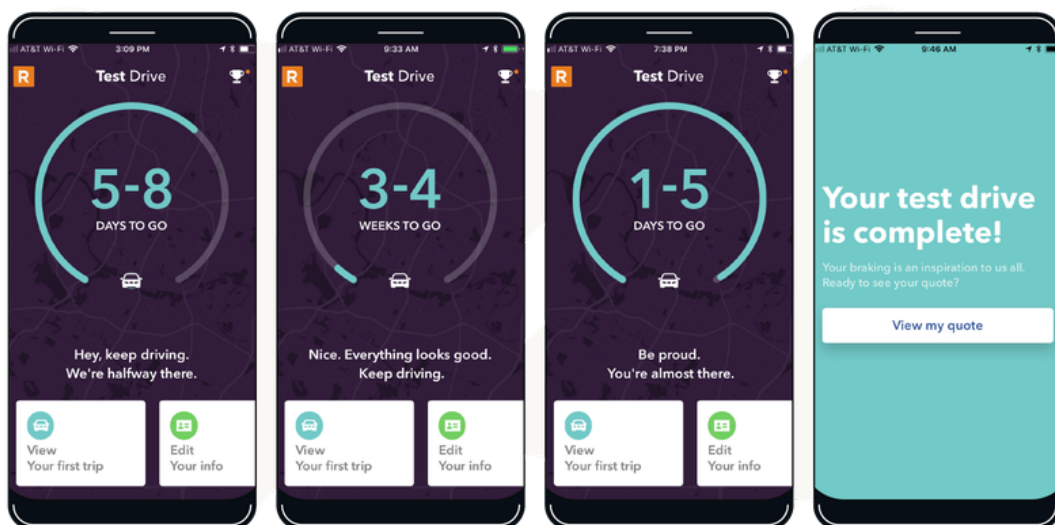 AT&T Wi-Fi 3:09 PM
R Test Drive
5-8
DAYS TO GO
Hey, keep driving.
We're halfway there.
View
Your first trip
Edit
Your info
AT&T Wi-Fi 9:33 AM
R Test Drive
3-4
WEEKS TO GO
Nice. Everything looks good.
Keep driving.
View
Your first trip
Edit
Your info
AT&T Wi-Fi 7:38 PM
R Test Drive
1-5
DAYS TO GO
Be proud.
You're almost there.
View
Your first trip
Edit
Your info
AT&T Wi-Fi 9:46 AM
Your test drive
is complete!
Your braking is an inspiration to us all.
Ready to see your quote?
View my quote